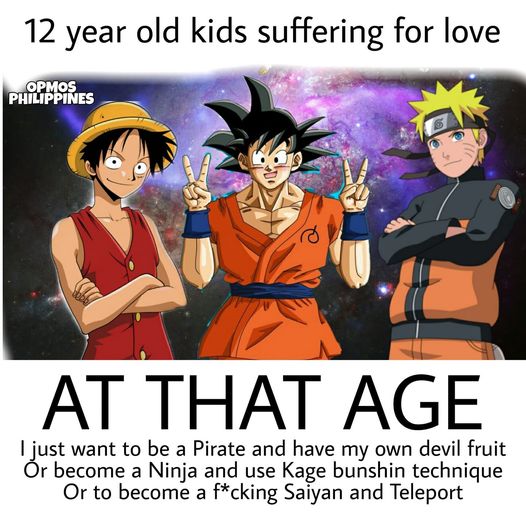 12 year old kids suffering for love
OPMOS
PHILIPPINES
AT THAT AGE
I just want to be a Pirate and have my own devil fruit
Or become a Ninja and use Kage bunshin technique
Or to become a f*cking Saiyan and Teleport